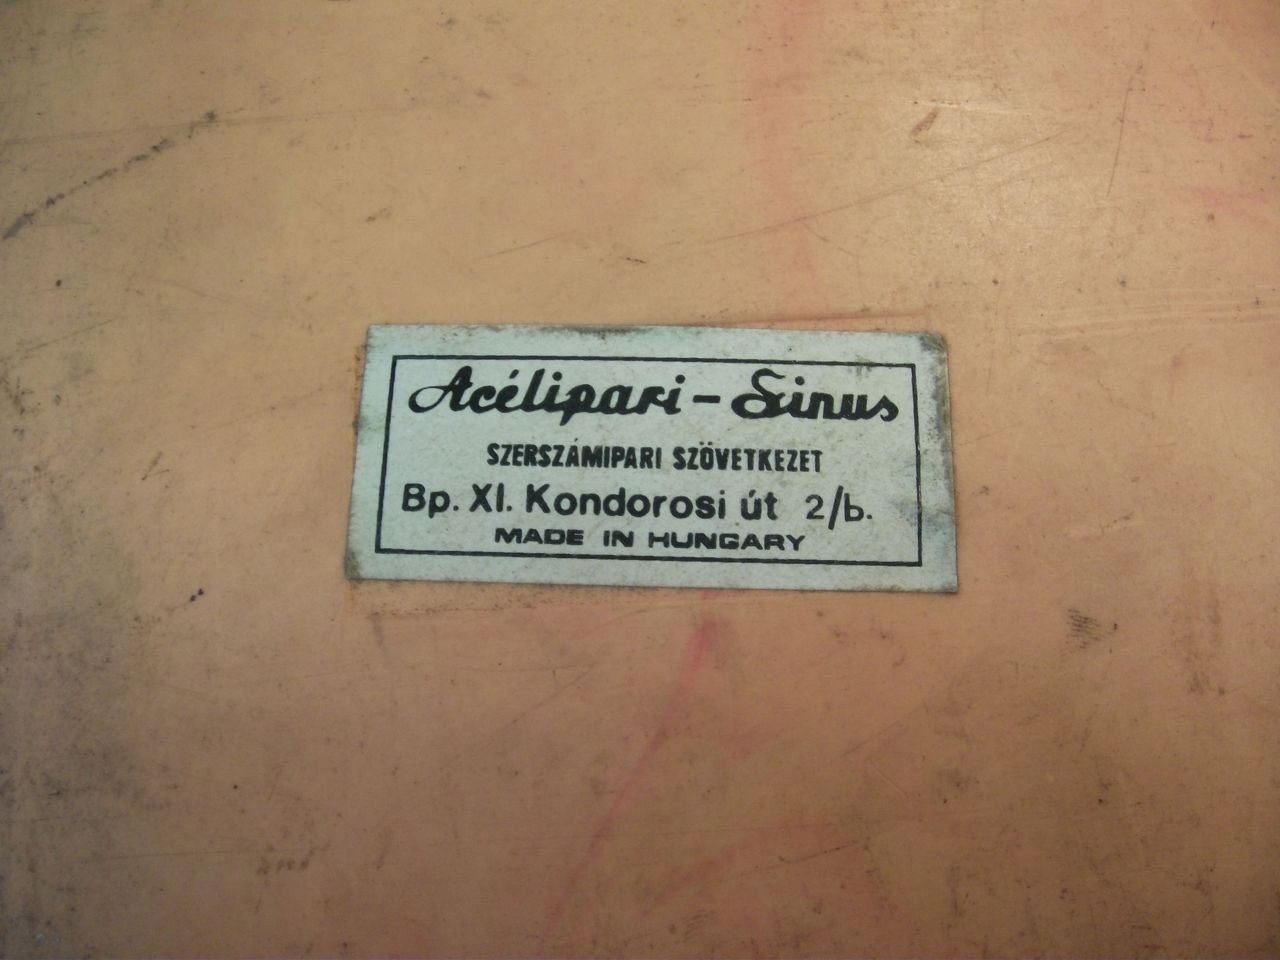 Acélipari - Sinus
SZERSZÁMIPARI SZÖVETKEZET
Bp. XI. Kondorosi út 2/b.
MADE IN HUNGARY